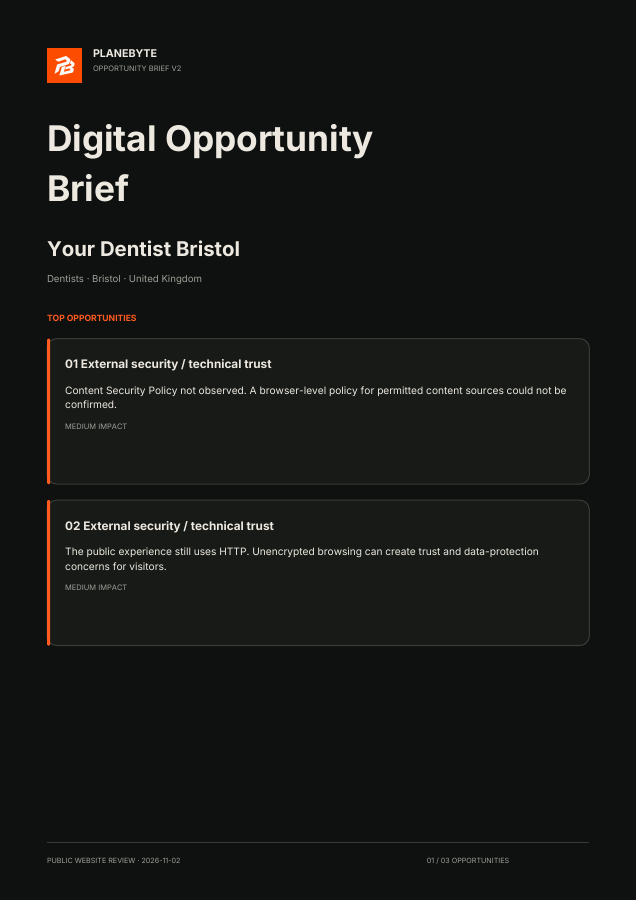 PLANEBYTE
OPPORTUNITY BRIEF V2
Digital Opportunity
Brief
Your Dentist Bristol
Dentists · Bristol · United Kingdom
TOP OPPORTUNITIES
01 External security / technical trust
Content Security Policy not observed. A browser-level policy for permitted content sources could not be
confirmed.
MEDIUM IMPACT
02 External security / technical trust
The public experience still uses HTTP. Unencrypted browsing can create trust and data-protection
concerns for visitors.
MEDIUM IMPACT
PUBLIC WEBSITE REVIEW · 2026-11-02
01 / 03 OPPORTUNITIES